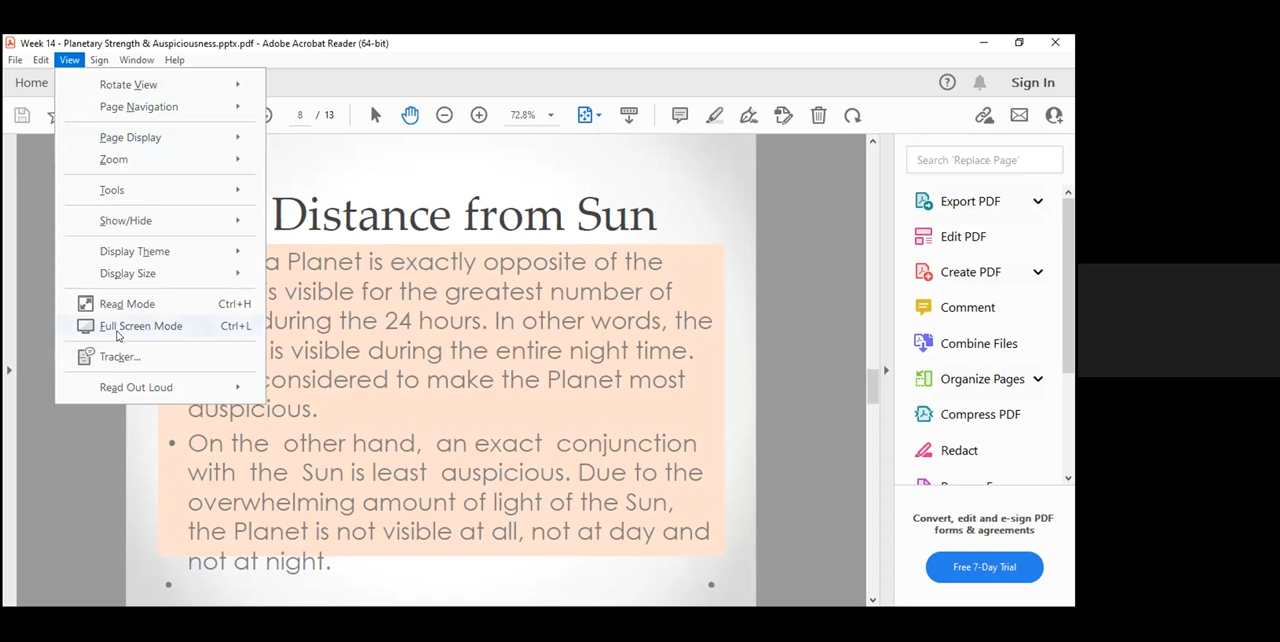 Week 14 - Planetary Strength & Auspiciousness.pptx.pdf - Adobe Acrobat Reader (64-bit)
File Edit View Sign Window Help
Home
Sign In
8 / 13
72.8%
Rotate View
Page Navigation
Page Display
Zoom
Tools
Show/Hide
Display Theme
Display Size
Read Mode Ctrl+H
Full Screen Mode Ctrl+L
Tracker...
Read Out Loud
Distance from Sun
a Planet is exactly opposite of the
s visible for the greatest number of
during the 24 hours. In other words, the
is visible during the entire night time.
considered to make the Planet most
auspicious.
• On the other hand, an exact conjunction
with the Sun is least auspicious. Due to the
overwhelming amount of light of the Sun,
the Planet is not visible at all, not at day and
not at night.
Search 'Replace Page'
Export PDF
Edit PDF
Create PDF
Comment
Combine Files
Organize Pages
Compress PDF
Redact
Convert, edit and e-sign PDF
forms & agreements
Free 7-Day Trial